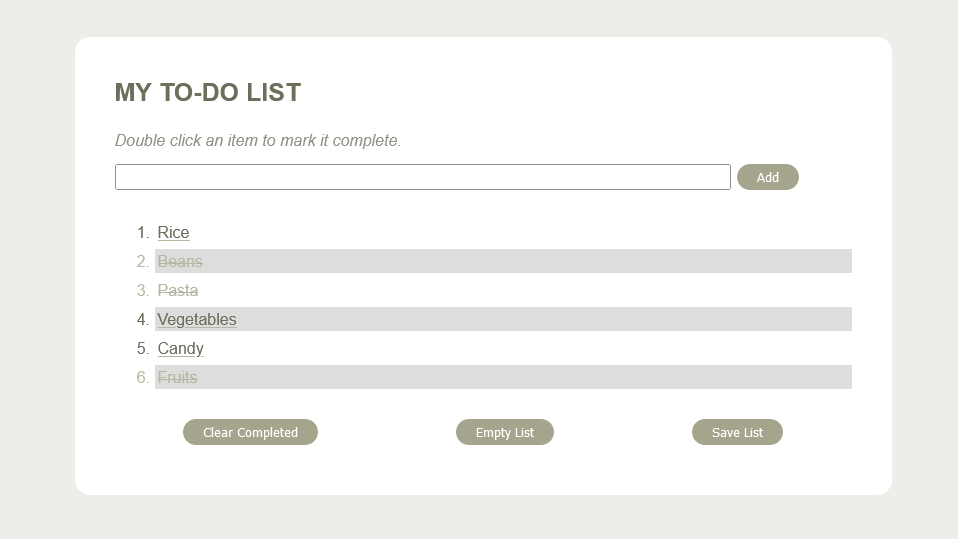 MY TO-DO LIST
Double click an item to mark it complete.
Add
1. Rice
2. Beans
3. Pasta
4. Vegetables
5. Candy
6. Fruits
Clear Completed Empty List Save List